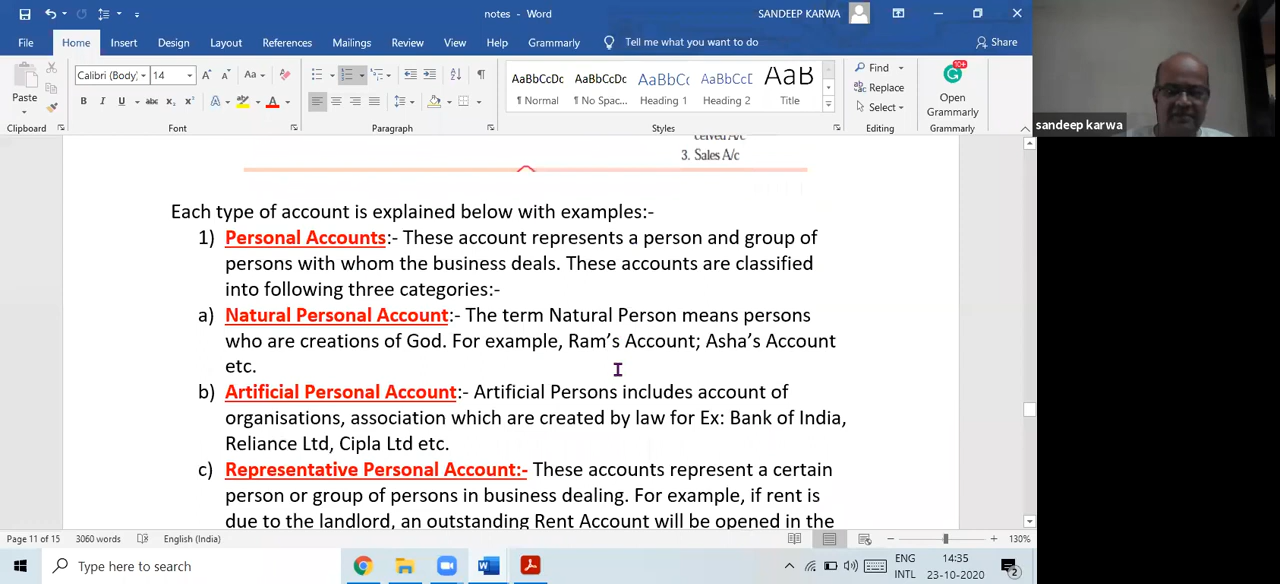 notes - Word
SANDEEP KARWA
File Home Insert Design Layout References Mailings Review View Help Grammarly Tell me what you want to do Share
Paste
Calibri (Body) 14
Aa
B I U abc x₂ x²
AaBbCcDc AaBbCcDc AaBbCc AaBbCcD AaB
¶ Normal ¶ No Spac... Heading 1 Heading 2 Title
Find
Replace
Select
Open
Grammarly
10+
Clipboard Font Paragraph Styles Editing Grammarly
sandeep karwa
3. Sales A/c
Each type of account is explained below with examples:-
1) Personal Accounts:- These account represents a person and group of
persons with whom the business deals. These accounts are classified
into following three categories:-
a) Natural Personal Account:- The term Natural Person means persons
who are creations of God. For example, Ram's Account; Asha's Account
etc.
b) Artificial Personal Account:- Artificial Persons includes account of
organisations, association which are created by law for Ex: Bank of India,
Reliance Ltd, Cipla Ltd etc.
c) Representative Personal Account:- These accounts represent a certain
person or group of persons in business dealing. For example, if rent is
due to the landlord, an outstanding Rent Account will be opened in the
Page 11 of 15 3060 words English (India) 130%
Type here to search
ENG
INTL
14:35
23-10-2020
2